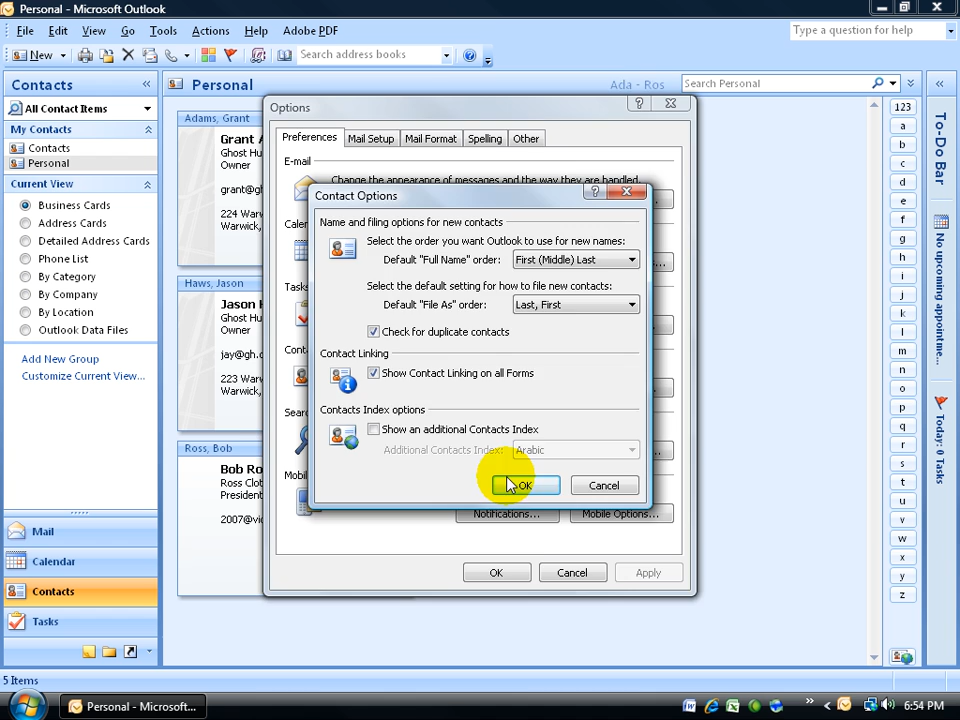 Personal - Microsoft Outlook
File Edit View Go Tools Actions Help Adobe PDF
Type a question for help
New
Search address books
Contacts
Personal
Ada - Ros
Search Personal
All Contact Items
My Contacts
Contacts
Personal
Current View
Business Cards
Address Cards
Detailed Address Cards
Phone List
By Category
By Company
By Location
Outlook Data Files
Add New Group
Customize Current View...
Mail
Calendar
Contacts
Tasks
Adams, Grant
Grant
Ghost Hu
Owner
grant@gh
224 War
Warwick,
Haws, Jason
Jason
Ghost Hu
jay@gh.c
223 War
Warwick,
Ross, Bob
Bob Ro
Ross Clot
President
2007@vi
Options
Preferences Mail Setup Mail Format Spelling Other
E-mail
Change the appearance of messages and the way they are handled.
Calen
Tasks
Cont
Sear
Mobil
Notifications... Mobile Options...
OK Cancel Apply
Contact Options
Name and filing options for new contacts
Select the order you want Outlook to use for new names:
Default "Full Name" order: First (Middle) Last
Select the default setting for how to file new contacts:
Default "File As" order: Last, First
Check for duplicate contacts
Contact Linking
Show Contact Linking on all Forms
Contacts Index options
Show an additional Contacts Index
Additional Contacts Index: Arabic
OK Cancel
123
a
b
c
d
e
f
g
h
i
j
k
l
m
n
o
p
q
r
s
t
u
v
w
x
y
z
To-Do Bar
No upcoming appointme...
Today: 0 Tasks
5 Items
Personal - Microsoft...
6:54 PM